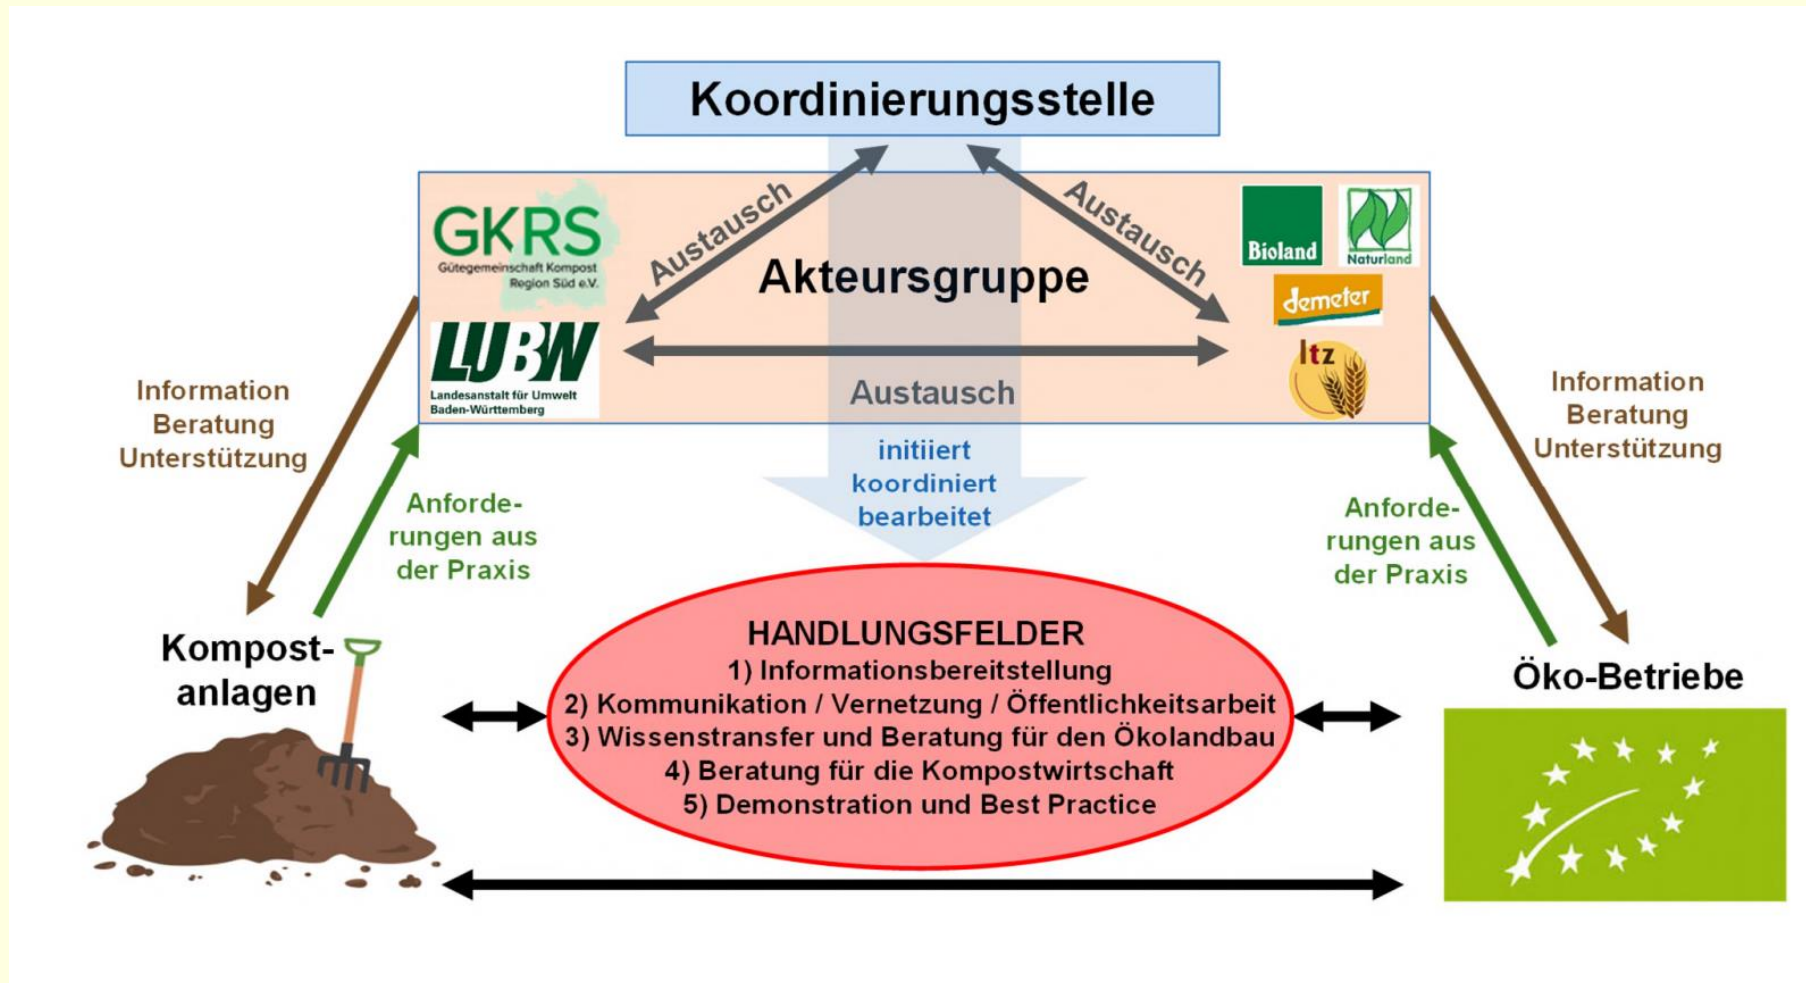 Koordinierungsstelle
Austausch
Austausch
GKRS
Gütegemeinschaft Kompost
Region Süd e.V.
Akteursgruppe
Bioland
Naturland
demeter
LUBW
Landesanstalt für Umwelt
Baden-Württemberg
ltz
Austausch
Information
Beratung
Unterstützung
Anforde-
rungen aus
der Praxis
initiiert
koordiniert
bearbeitet
Information
Beratung
Unterstützung
Anforde-
rungen aus
der Praxis
Kompost-
anlagen
HANDLUNGSFELDER
1) Informationsbereitstellung
2) Kommunikation / Vernetzung / Öffentlichkeitsarbeit
3) Wissenstransfer und Beratung für den Ökolandbau
4) Beratung für die Kompostwirtschaft
5) Demonstration und Best Practice
Öko-Betriebe